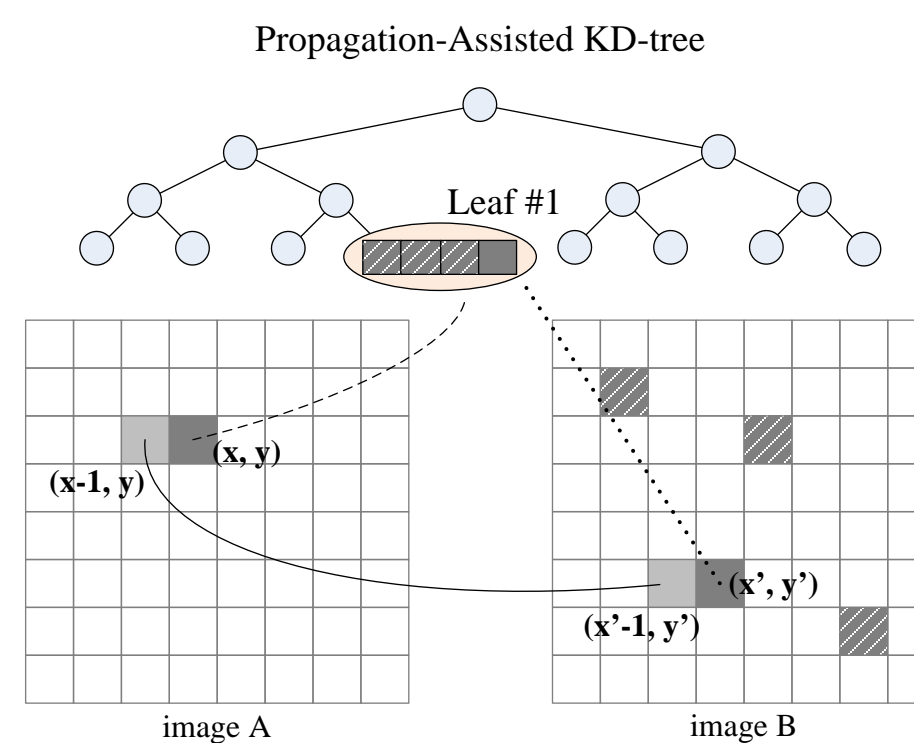 Propagation-Assisted KD-tree
Leaf #1
(x, y)
(x-1, y)
(x’, y’)
(x’-1, y’)
image A
image B